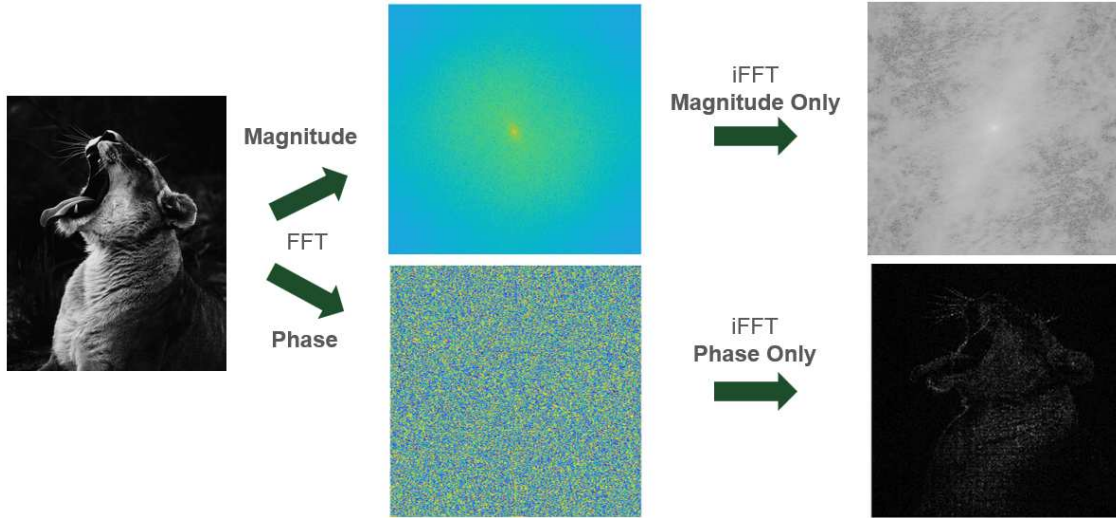 Magnitude
FFT
Phase
iFFT
Magnitude Only
iFFT
Phase Only